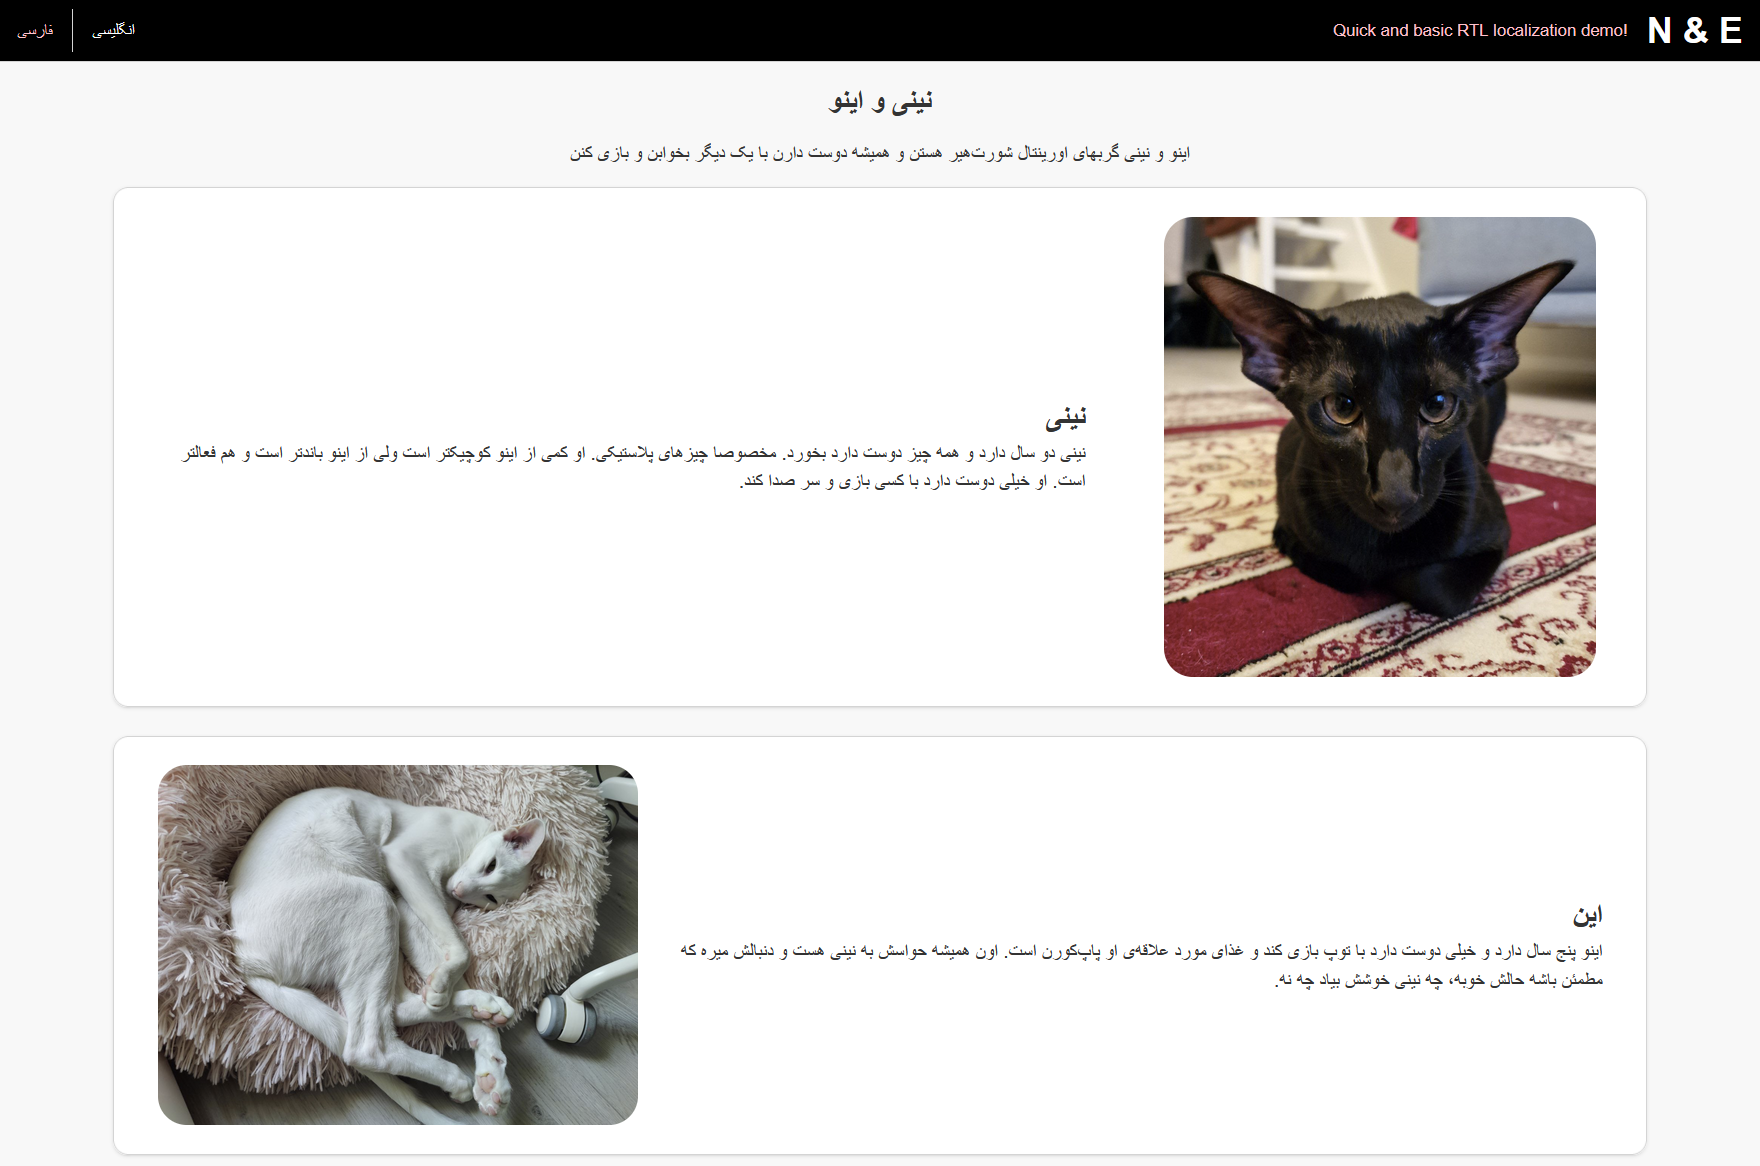 N & E
Quick and basic RTL localization demo!
انگلیسی
فارسی
نینی و اینو
اینو و نینی گربهای اورینتال شورت‌هیر هستن و همیشه دوست دارن با یک دیگر بخوابن و بازی کنن
نینی
نینی دو سال دارد و همه چیز دوست دارد بخورد. مخصوصا چیزهای پلاستیکی. او کمی از اینو کوچیکتر است ولی از اینو باندتر است و هم فعالتر
است. او خیلی دوست دارد با کسی بازی و سر صدا کند.
این
اینو پنج سال دارد و خیلی دوست دارد با توپ بازی کند و غذای مورد علاقه‌ی او پاپ‌کورن است. اون همیشه حواسش به نینی هست و دنبالش میره که
مطمئن باشه حالش خوبه، چه نینی خوشش بیاد چه نه.